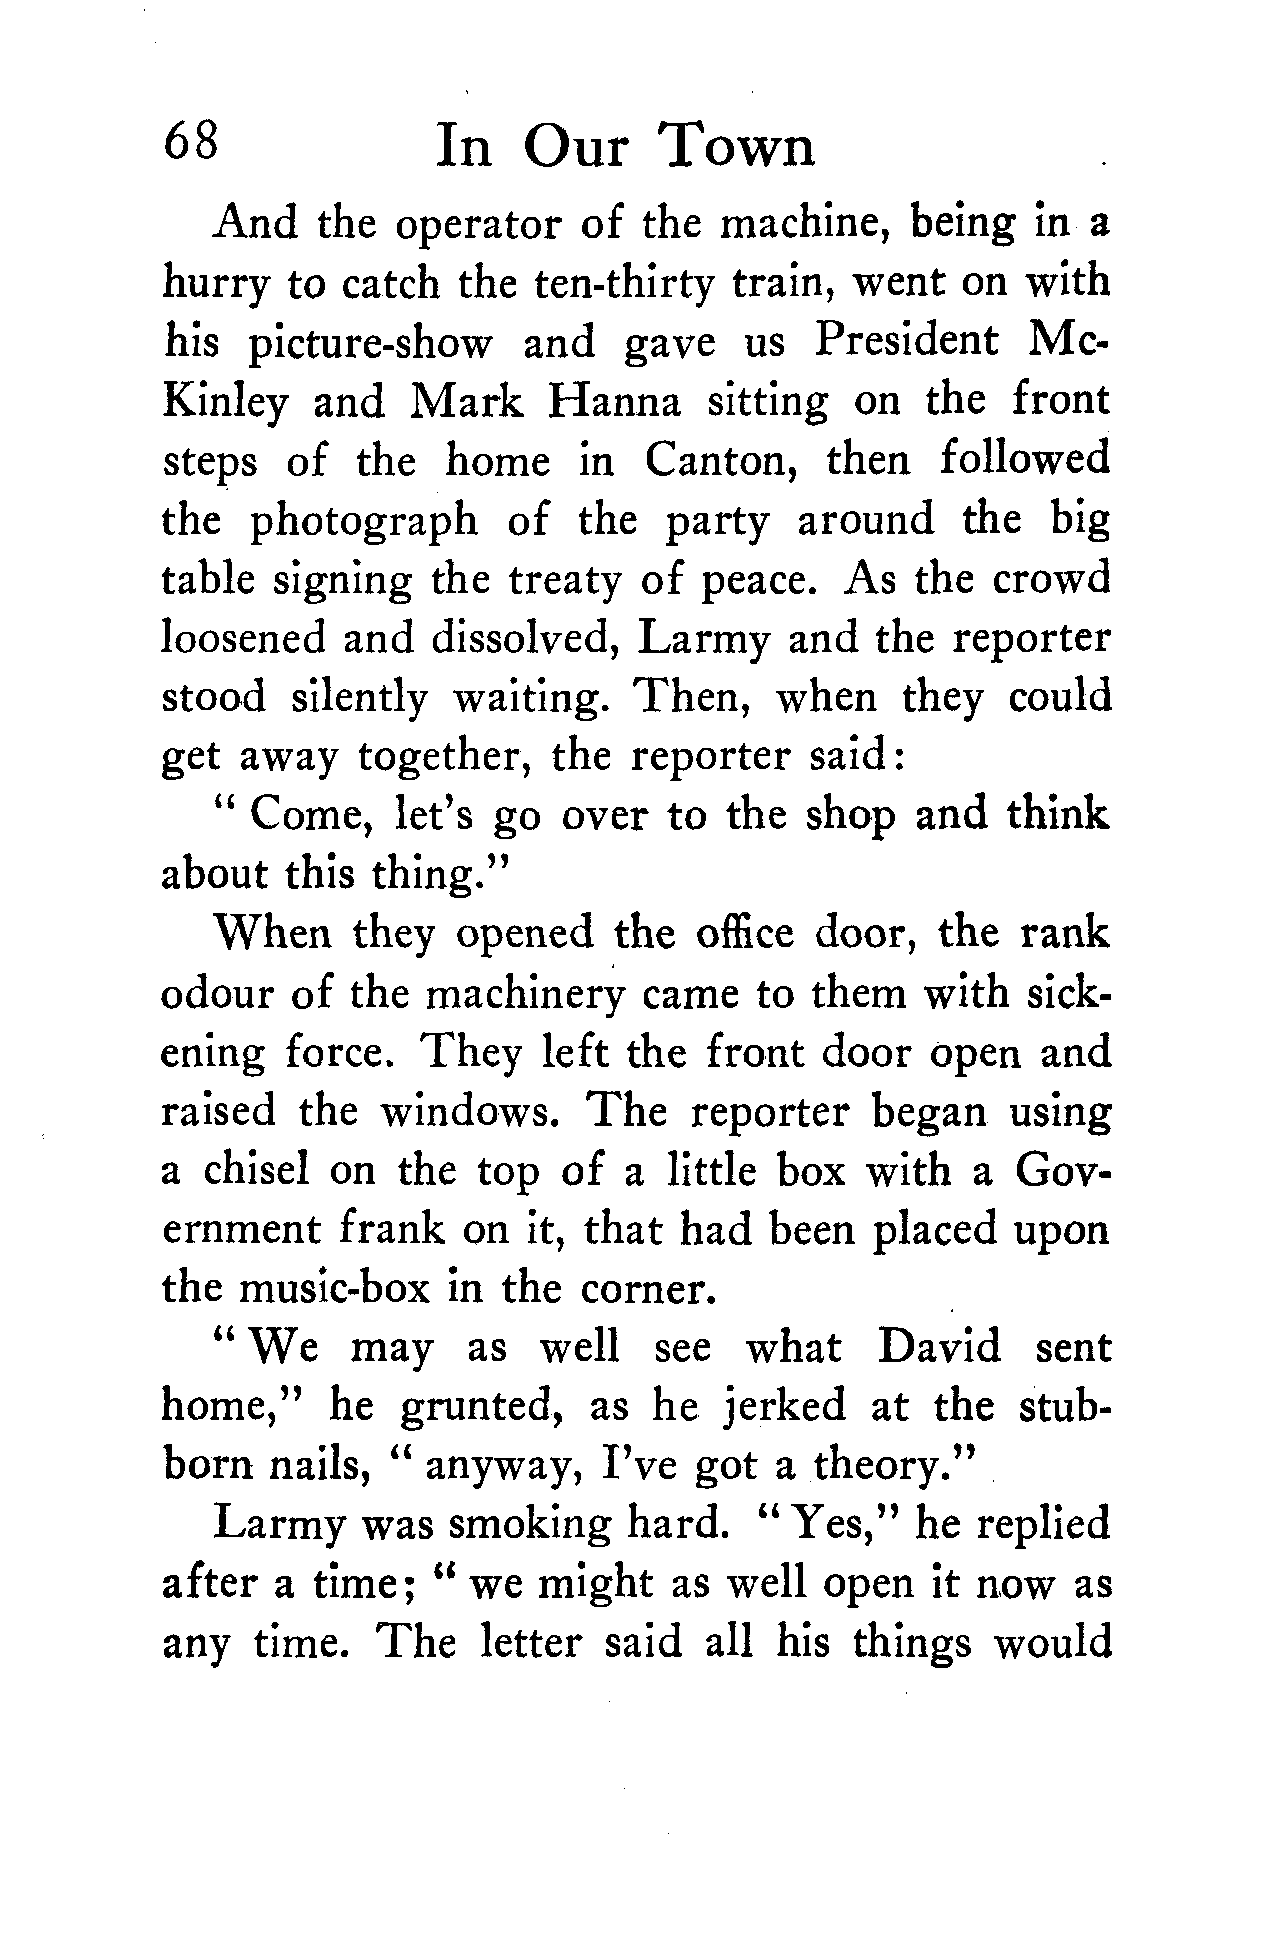 68 In Our Town
And the operator of the machine, being in a
hurry to catch the ten-thirty train, went on with
his picture-show and gave us President Mc-
Kinley and Mark Hanna sitting on the front
steps of the home in Canton, then followed
the photograph of the party around the big
table signing the treaty of peace. As the crowd
loosened and dissolved, Larmy and the reporter
stood silently waiting. Then, when they could
get away together, the reporter said:
“ Come, let’s go over to the shop and think
about this thing.”
When they opened the office door, the rank
odour of the machinery came to them with sick-
ening force. They left the front door open and
raised the windows. The reporter began using
a chisel on the top of a little box with a Gov-
ernment frank on it, that had been placed upon
the music-box in the corner.
“ We may as well see what David sent
home,” he grunted, as he jerked at the stub-
born nails, “ anyway, I’ve got a theory.”
Larmy was smoking hard. “ Yes,” he replied
after a time; “ we might as well open it now as
any time. The letter said all his things would